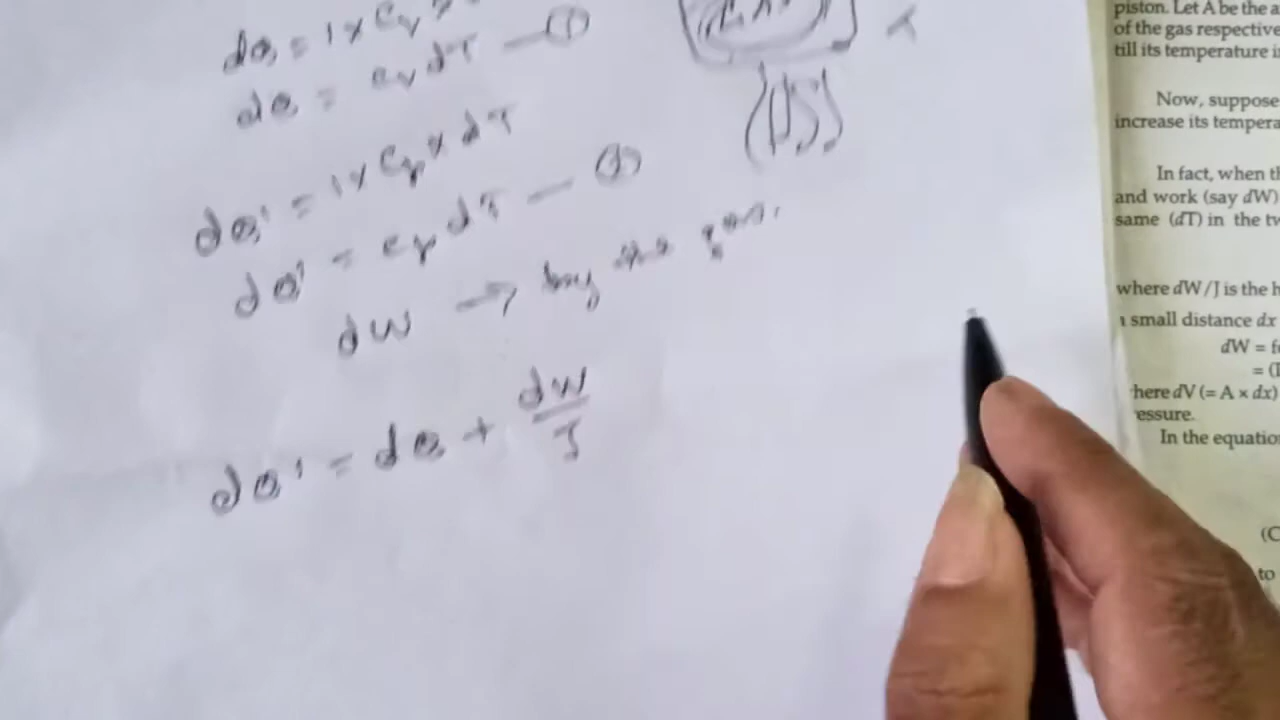 dQ = 1 × Cv ×
dQ = Cv dT — ①
dQ' = 1 × Cp × dT
dQ' = Cp dT — ②
dW → by the gas.
dQ' = dQ + dW/J
piston. Let A be the a
of the gas respective
till its temperature i
Now, suppose
increase its tempera
In fact, when th
and work (say dW)
same (dT) in the tw
where dW/J is the h
small distance dx
dW = f
= (
here dV (= A × dx)
essure.
In the equatio
(C
to